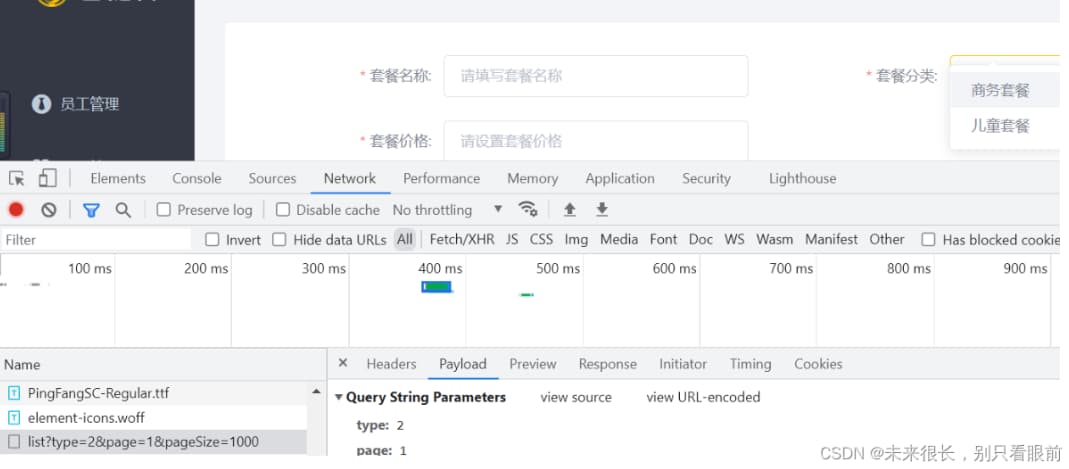 * 套餐名称: 请填写套餐名称 * 套餐分类:
商务套餐
员工管理
儿童套餐
* 套餐价格: 请设置套餐价格
Elements Console Sources Network Performance Memory Application Security Lighthouse
Preserve log Disable cache No throttling
Filter Invert Hide data URLs All Fetch/XHR JS CSS Img Media Font Doc WS Wasm Manifest Other Has blocked cookie
100 ms 200 ms 300 ms 400 ms 500 ms 600 ms 700 ms 800 ms 900 ms
Name × Headers Payload Preview Response Initiator Timing Cookies
PingFangSC-Regular.ttf
▼Query String Parameters view source view URL-encoded
element-icons.woff
type: 2
list?type=2&page=1&pageSize=1000
page: 1
CSDN @未来很长，别只看眼前